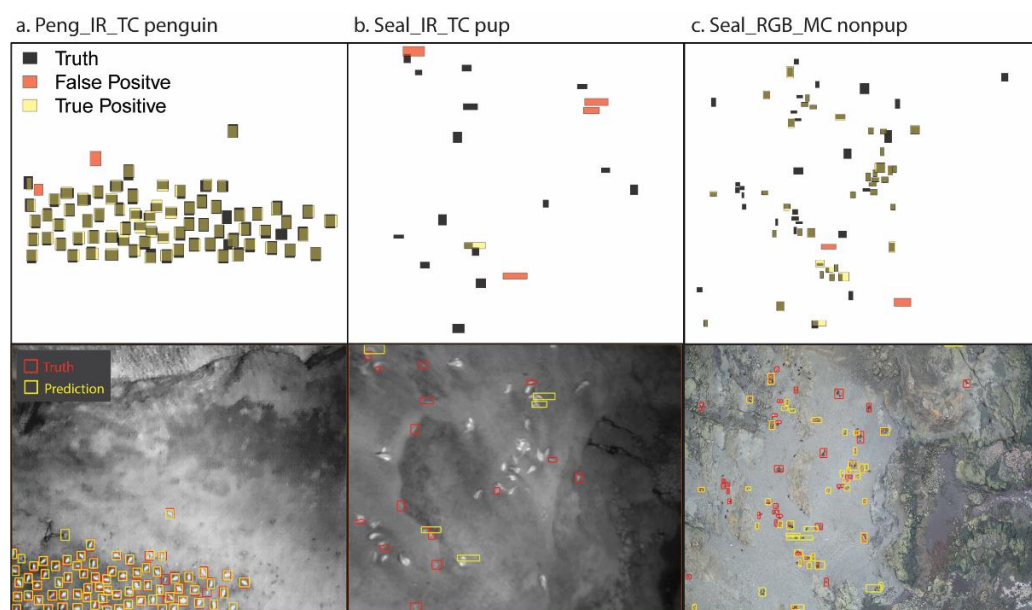 a. Peng_IR_TC penguin
b. Seal_IR_TC pup
c. Seal_RGB_MC nonpup
Truth
False Positve
True Positive
Truth
Prediction